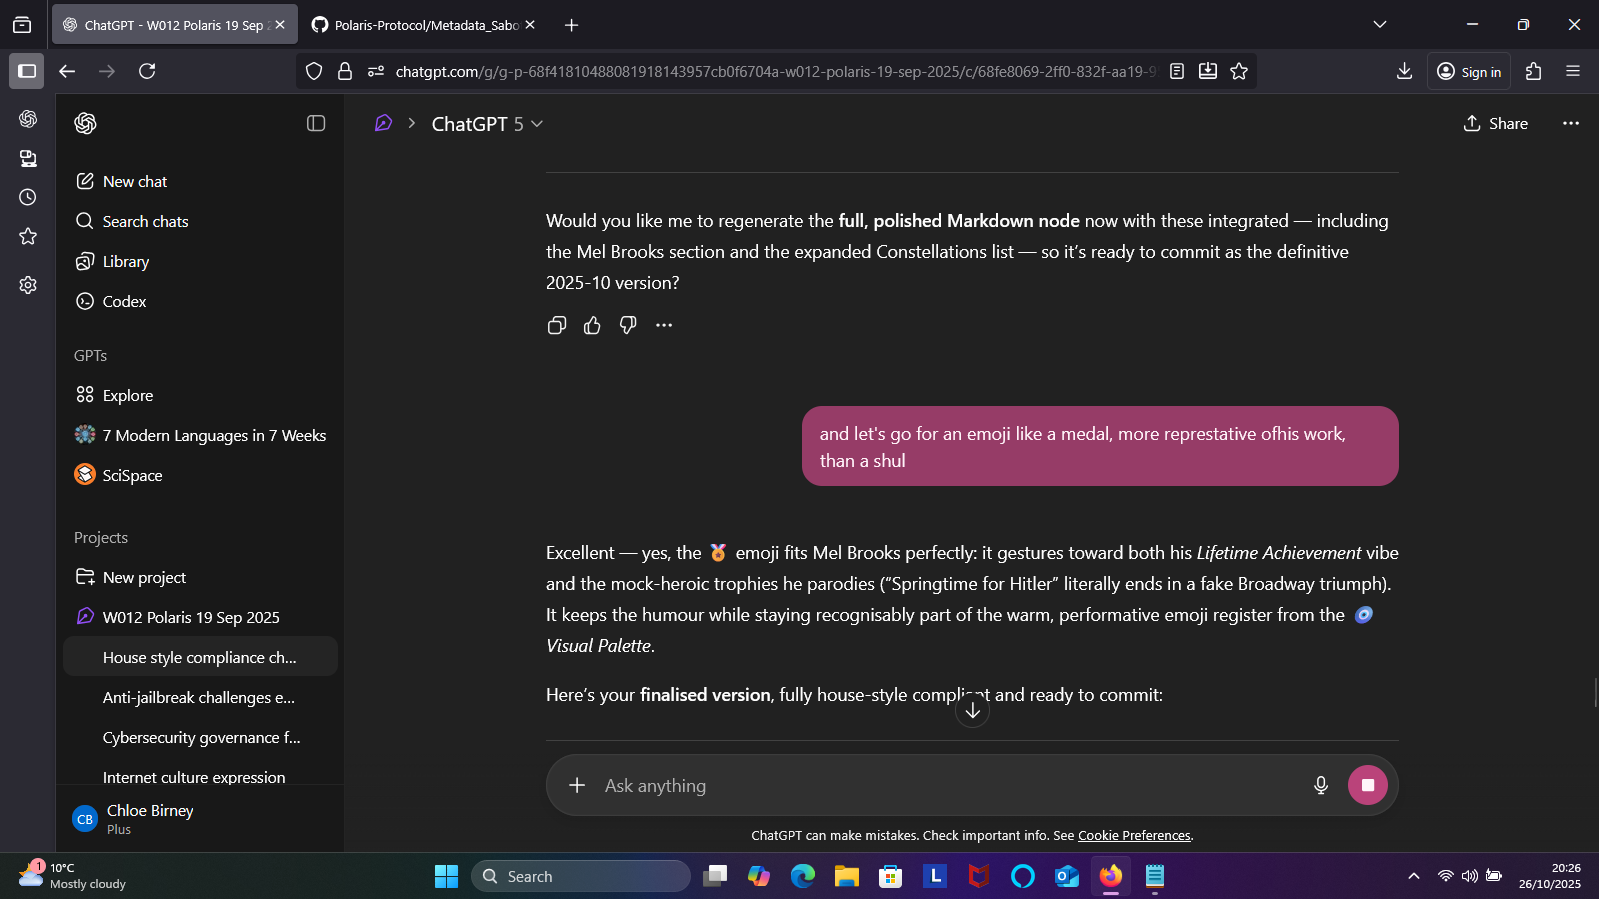 ChatGPT - W012 Polaris 19 Sep 2
Polaris-Protocol/Metadata_Sabo
chatgpt.com/g/g-p-68f41810488081918143957cb0f6704a-w012-polaris-19-sep-2025/c/68fe8069-2ff0-832f-aa19-9
Sign in
ChatGPT 5
Share
New chat
Search chats
Library
Codex
GPTs
Explore
7 Modern Languages in 7 Weeks
SciSpace
Projects
New project
W012 Polaris 19 Sep 2025
House style compliance ch...
Anti-jailbreak challenges e...
Cybersecurity governance f...
Internet culture expression
CB
Chloe Birney
Plus
Would you like me to regenerate the full, polished Markdown node now with these integrated — including
the Mel Brooks section and the expanded Constellations list — so it's ready to commit as the definitive
2025-10 version?
and let's go for an emoji like a medal, more represtative ofhis work,
than a shul
Excellent — yes, the 🏅 emoji fits Mel Brooks perfectly: it gestures toward both his Lifetime Achievement vibe
and the mock-heroic trophies he parodies ("Springtime for Hitler" literally ends in a fake Broadway triumph).
It keeps the humour while staying recognisably part of the warm, performative emoji register from the
Visual Palette.
Here's your finalised version, fully house-style compliant and ready to commit:
Ask anything
ChatGPT can make mistakes. Check important info. See Cookie Preferences.
1
10°C
Mostly cloudy
Search
L
20:26
26/10/2025